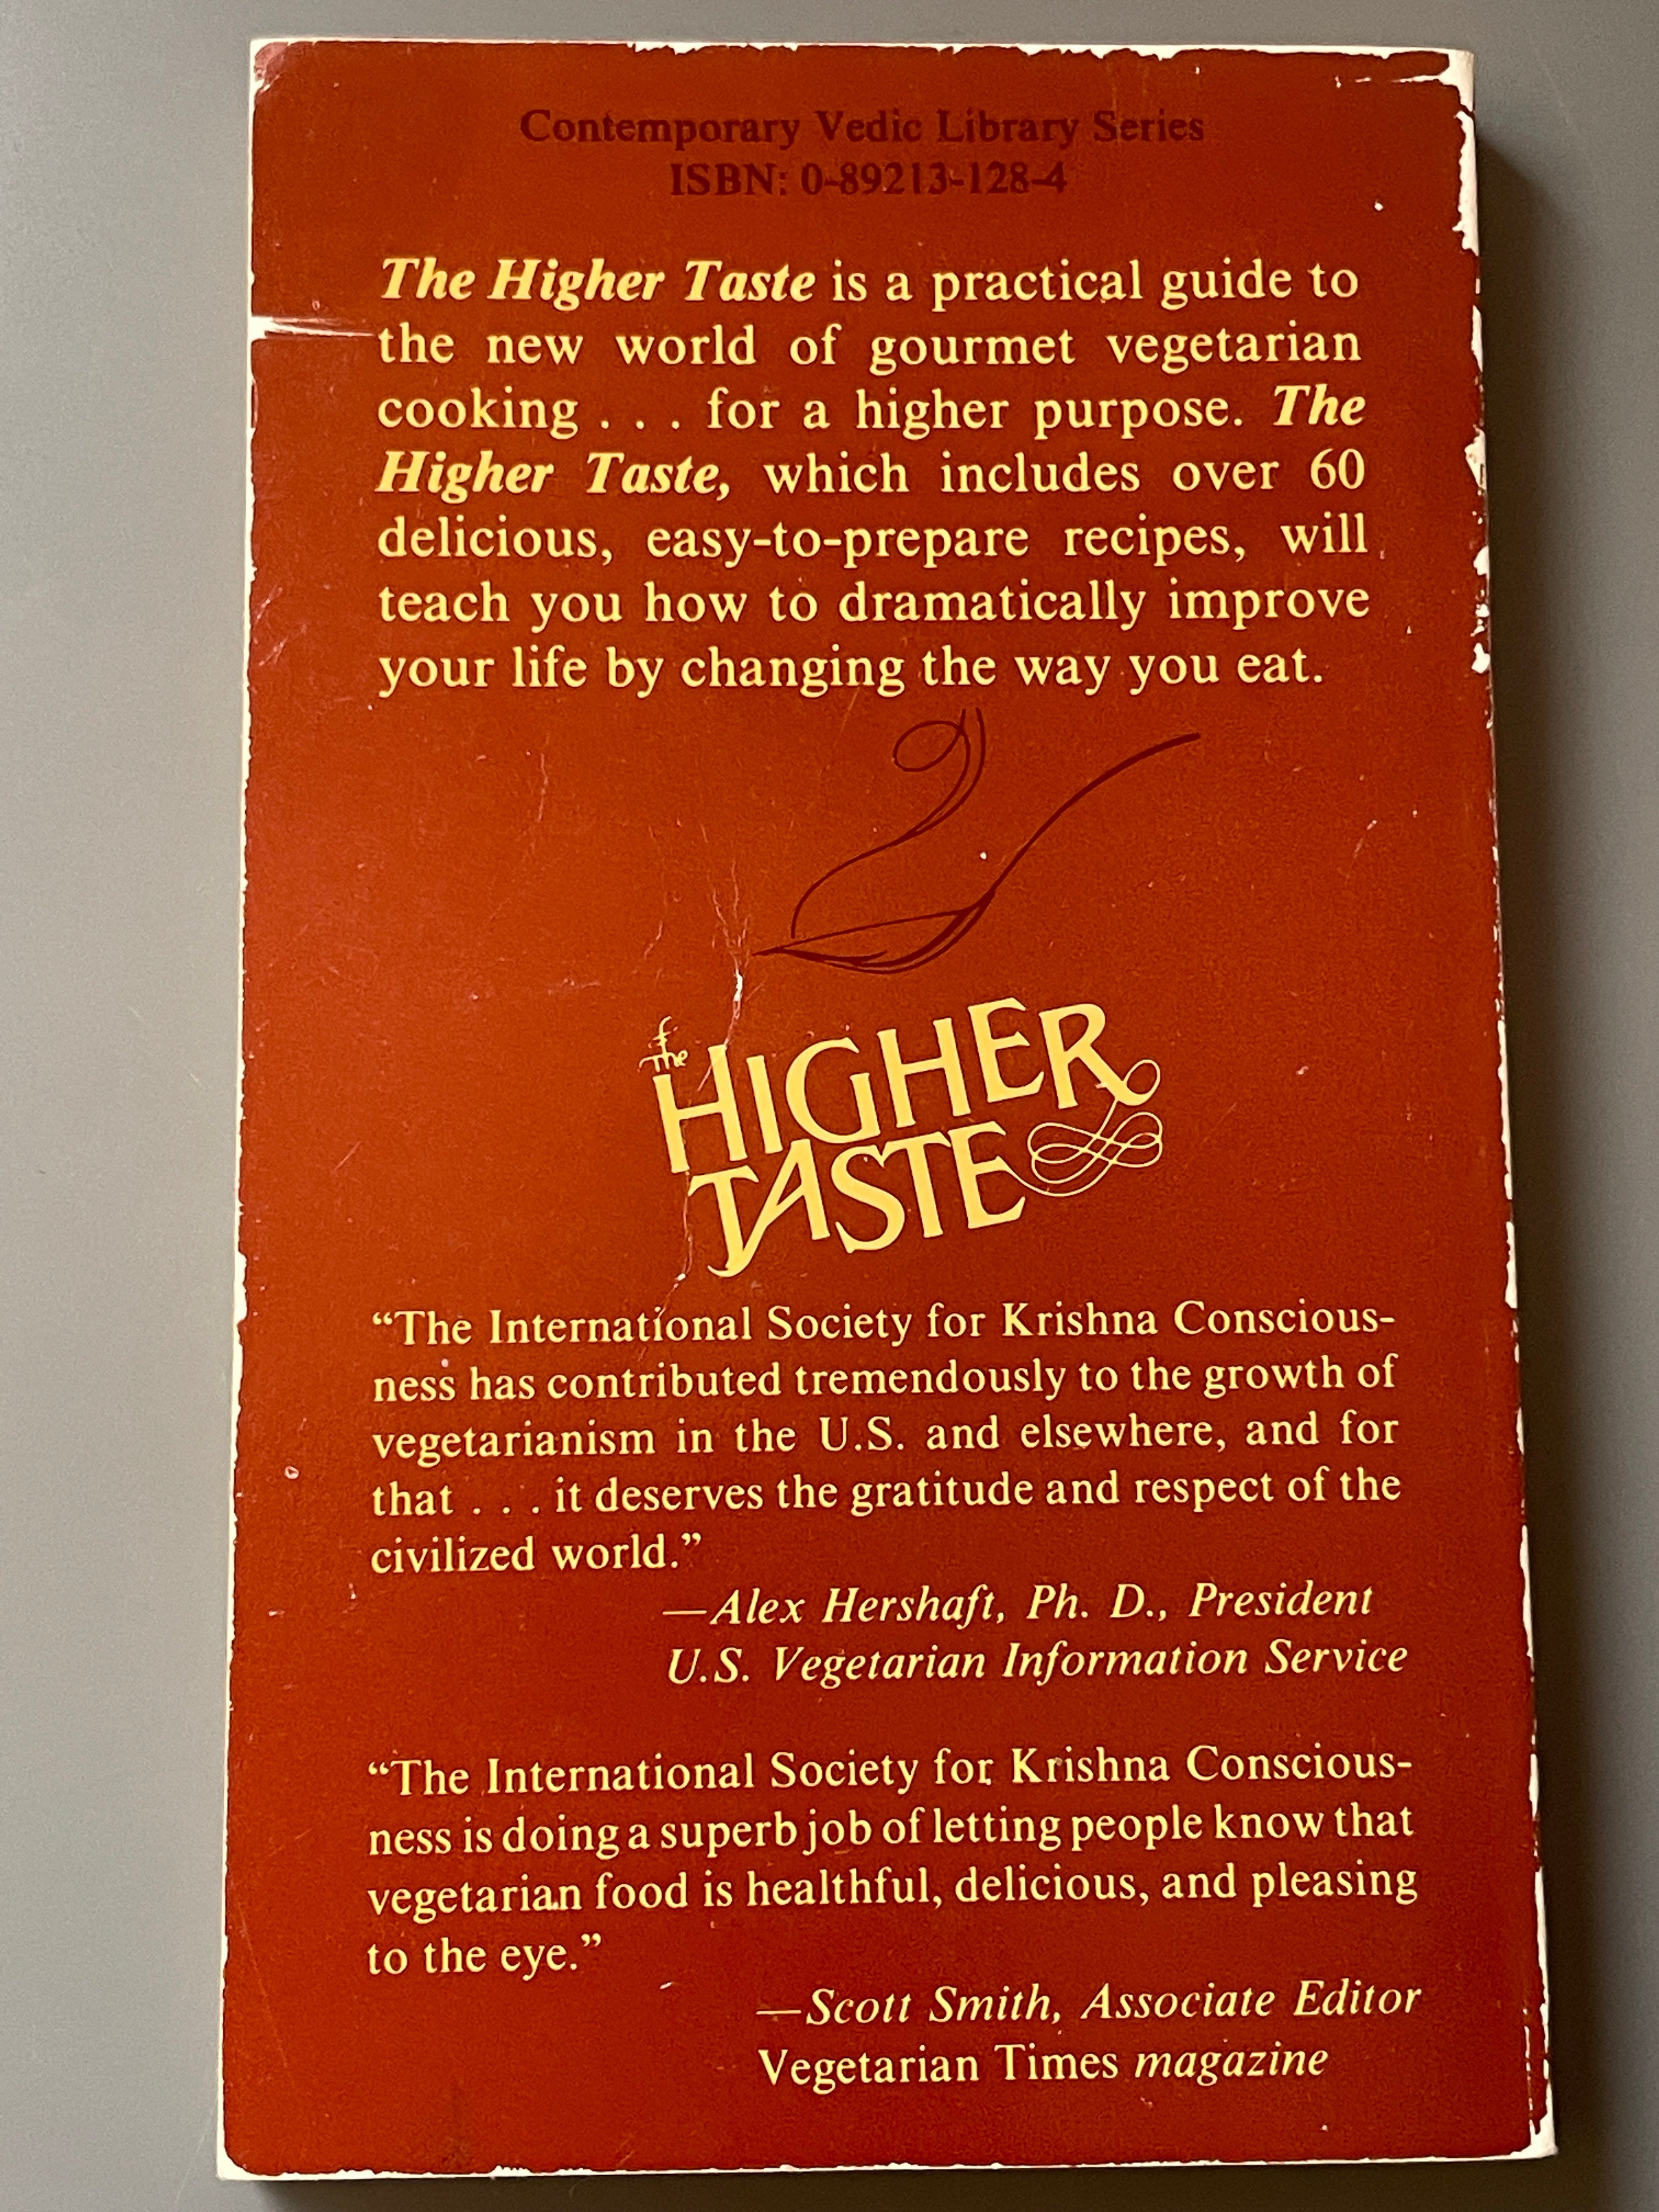 Contemporary Vedic Library Series
ISBN: 0-89213-128-4
The Higher Taste is a practical guide to
the new world of gourmet vegetarian
cooking . . . for a higher purpose. The
Higher Taste, which includes over 60
delicious, easy-to-prepare recipes, will
teach you how to dramatically improve
your life by changing the way you eat.
The
HIGHER
TASTE
“The International Society for Krishna Conscious-
ness has contributed tremendously to the growth of
vegetarianism in the U.S. and elsewhere, and for
that . . . it deserves the gratitude and respect of the
civilized world.”
—Alex Hershaft, Ph. D., President
U.S. Vegetarian Information Service
“The International Society for Krishna Conscious-
ness is doing a superb job of letting people know that
vegetarian food is healthful, delicious, and pleasing
to the eye.”
—Scott Smith, Associate Editor
Vegetarian Times magazine